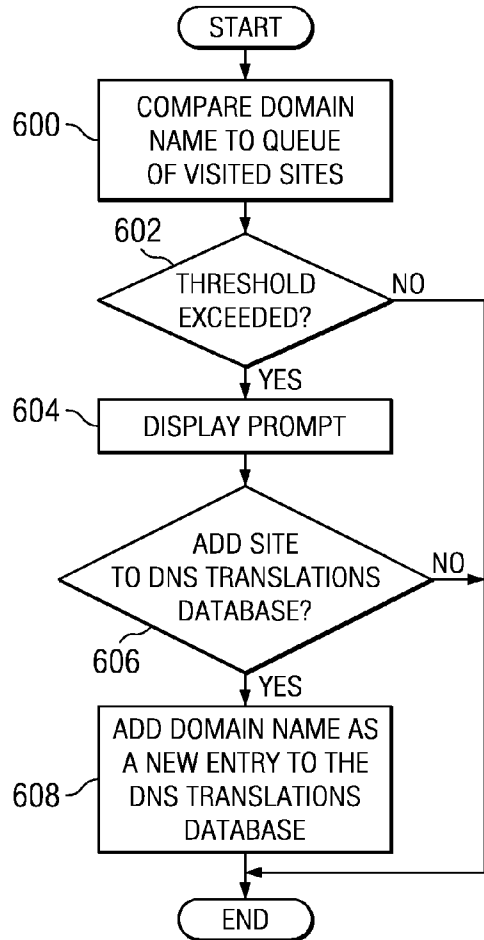 START
600
COMPARE DOMAIN
NAME TO QUEUE
OF VISITED SITES
602
THRESHOLD
EXCEEDED?
NO
YES
604
DISPLAY PROMPT
ADD SITE
TO DNS TRANSLATIONS
DATABASE?
NO
606
YES
608
ADD DOMAIN NAME AS
A NEW ENTRY TO THE
DNS TRANSLATIONS
DATABASE
END